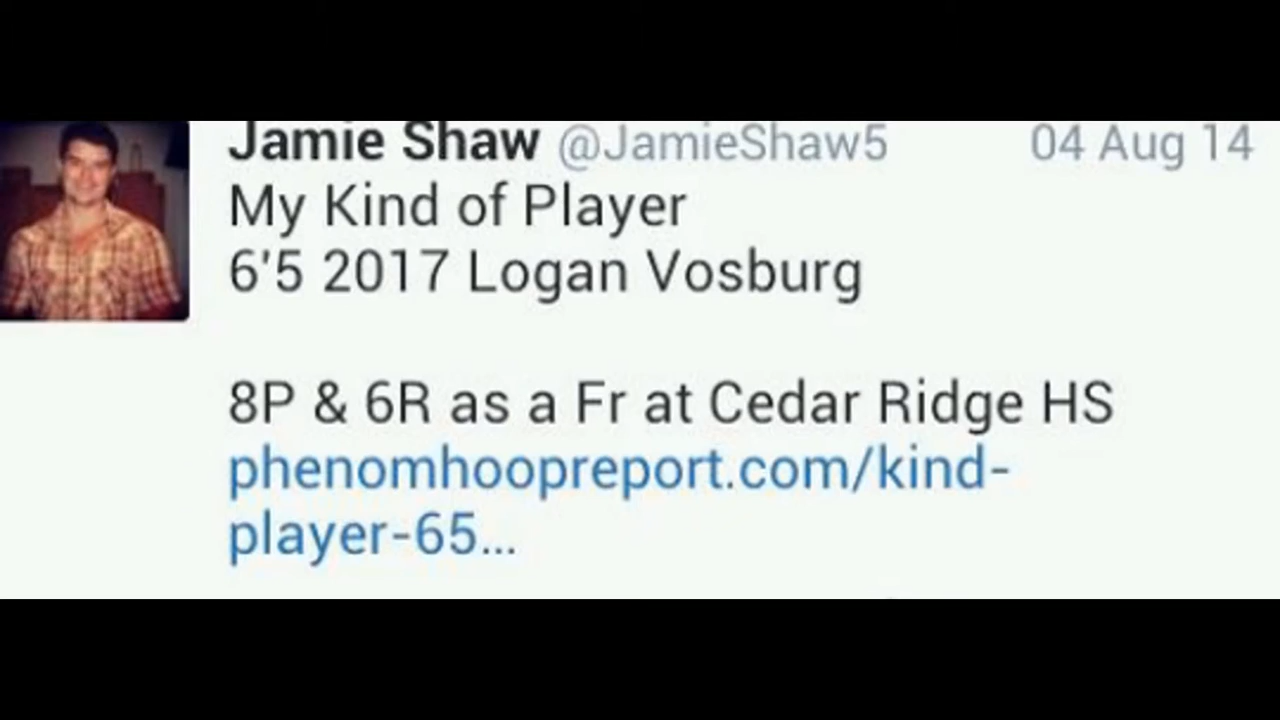 Jamie Shaw @JamieShaw5 04 Aug 14
My Kind of Player
6'5 2017 Logan Vosburg
8P & 6R as a Fr at Cedar Ridge HS
phenomhoopreport.com/kind-
player-65...